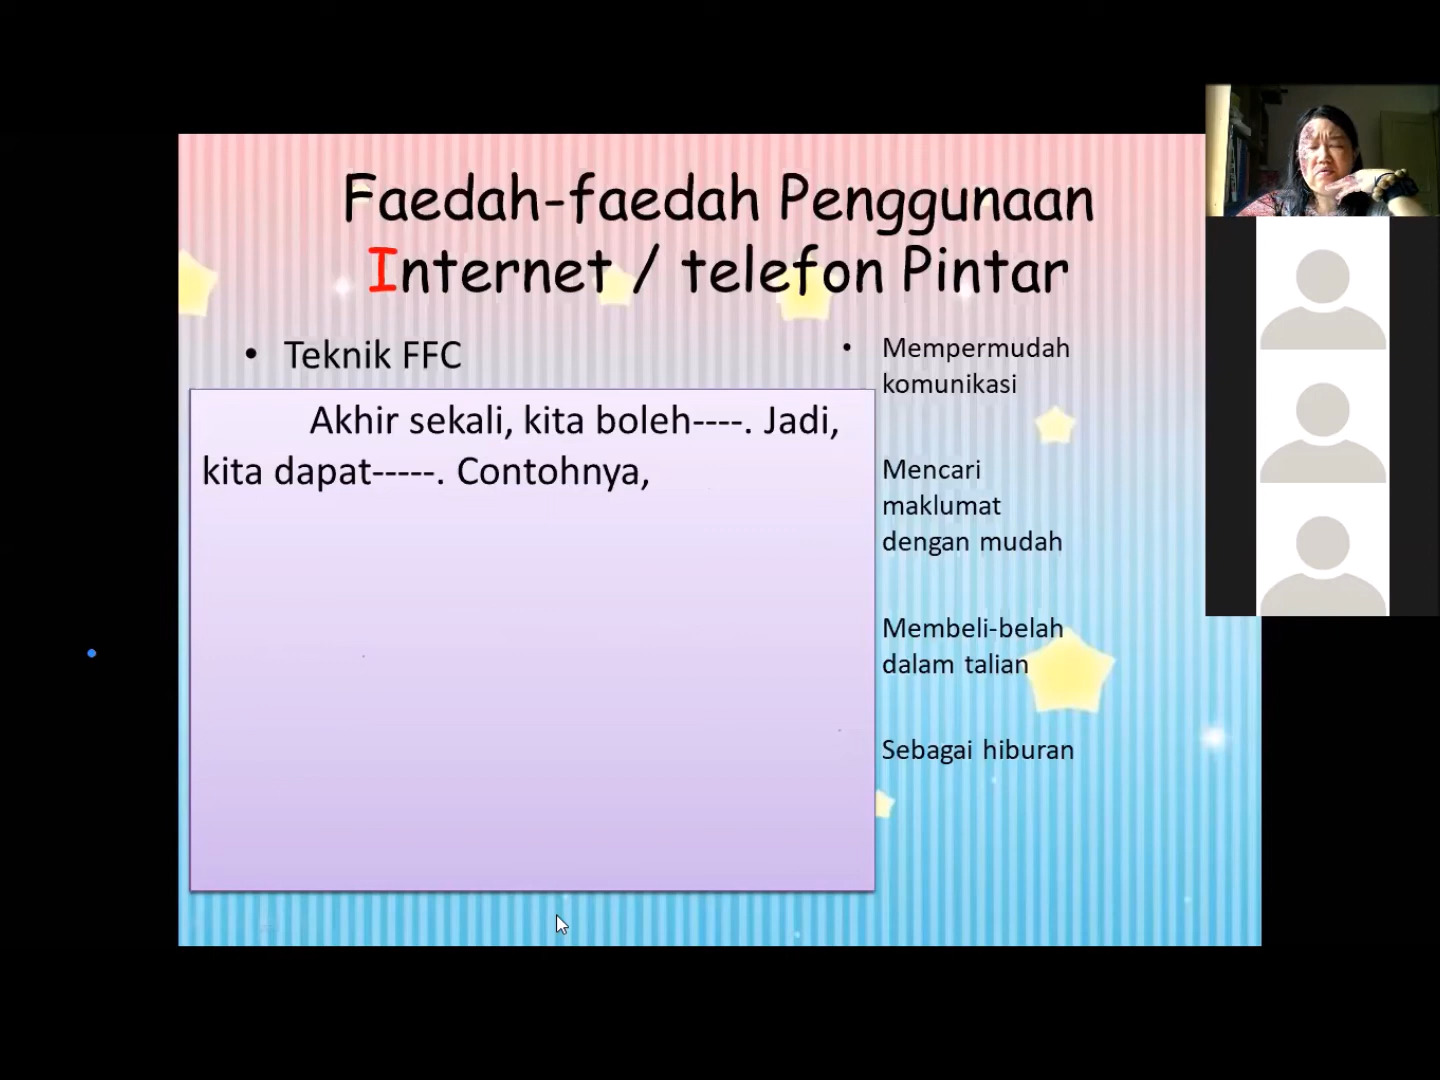 Faedah-faedah Penggunaan
Internet / telefon Pintar
• Teknik FFC
Akhir sekali, kita boleh----. Jadi,
kita dapat-----. Contohnya,
• Mempermudah
komunikasi
Mencari
maklumat
dengan mudah
Membeli-belah
dalam talian
Sebagai hiburan